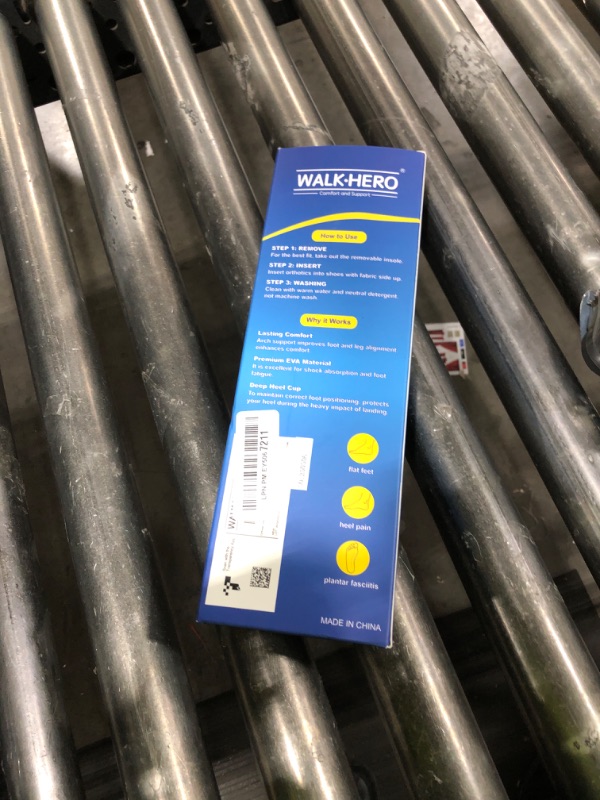 WALK·HERO®
Comfort and Support
How to Use
STEP 1: REMOVE
For the best fit, take out the removable insole.
STEP 2: INSERT
Insert orthotics into shoes with fabric side up.
STEP 3: WASHING
Clean with warm water and neutral detergent,
not machine wash.
Why it Works
Lasting Comfort
Arch support improves foot and leg alignment
enhances comfort.
Premium EVA Material
It is excellent for shock absorption and foot
fatigue.
Deep Heel Cup
To maintain correct foot positioning, protects
your heel during the heavy impact of landing.
7211
flat feet
heel pain
plantar fasciitis
MADE IN CHINA